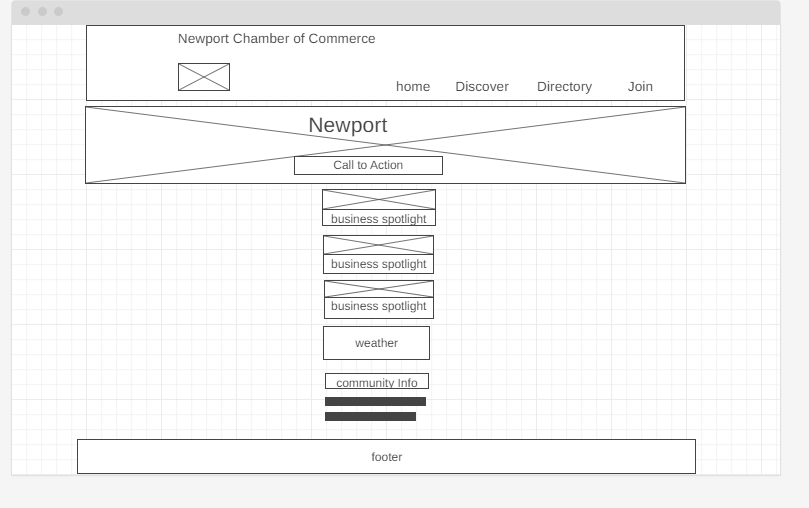 Newport Chamber of Commerce
home Discover Directory Join
Newport
Call to Action
business spotlight
business spotlight
business spotlight
weather
community Info
footer